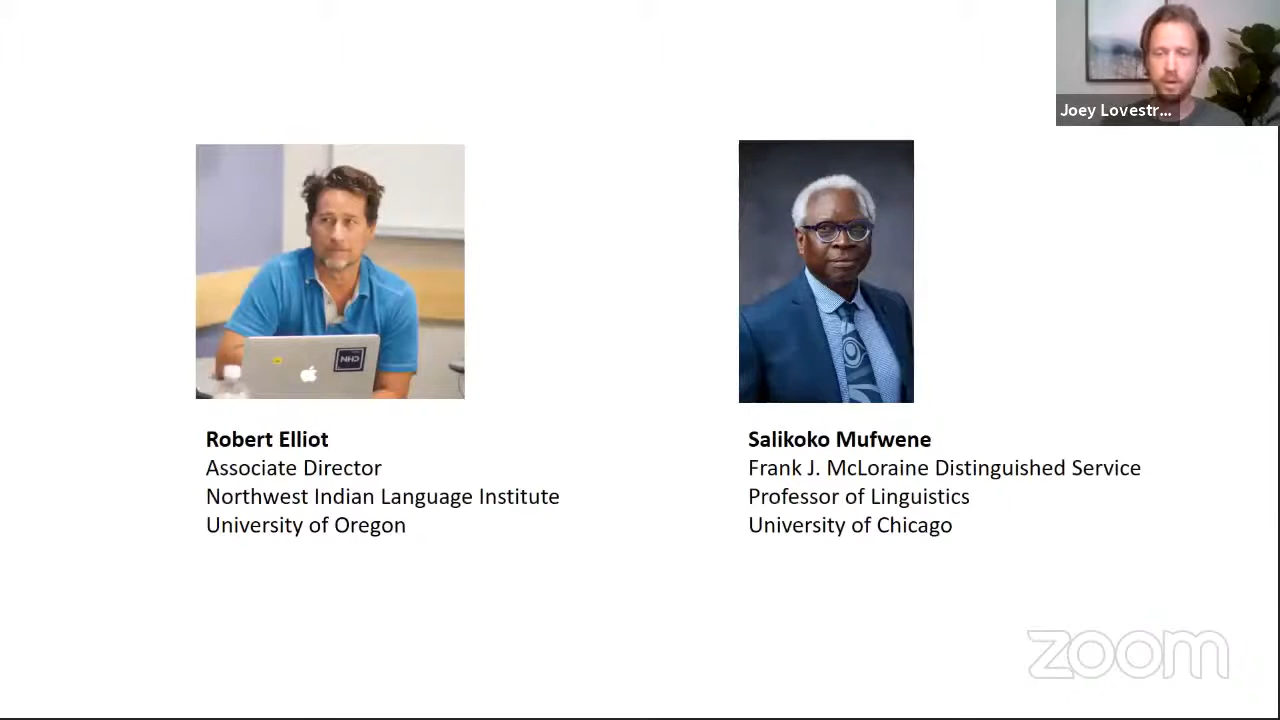 Joey Lovestr...
NHD
Robert Elliot
Associate Director
Northwest Indian Language Institute
University of Oregon
Salikoko Mufwene
Frank J. McLoraine Distinguished Service
Professor of Linguistics
University of Chicago
zoom